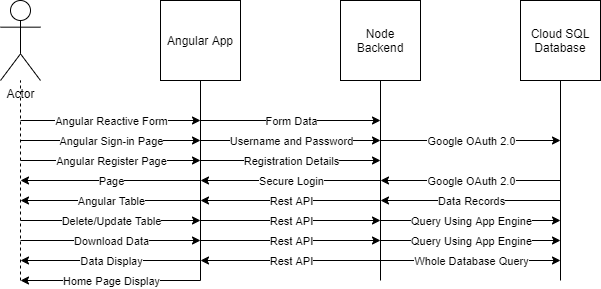 Angular App
Node
Backend
Cloud SQL
Database
Actor
Angular Reactive Form
Form Data
Angular Sign-in Page
Username and Password
Google OAuth 2.0
Angular Register Page
Registration Details
Page
Secure Login
Google OAuth 2.0
Angular Table
Rest API
Data Records
Delete/Update Table
Rest API
Query Using App Engine
Download Data
Rest API
Query Using App Engine
Data Display
Rest API
Whole Database Query
Home Page Display